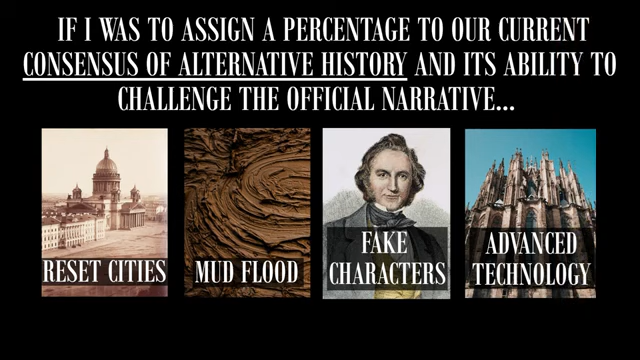 IF I WAS TO ASSIGN A PERCENTAGE TO OUR CURRENT
CONSENSUS OF ALTERNATIVE HISTORY AND ITS ABILITY TO
CHALLENGE THE OFFICIAL NARRATIVE...
RESET CITIES
MUD FLOOD
FAKE
CHARACTERS
ADVANCED
TECHNOLOGY